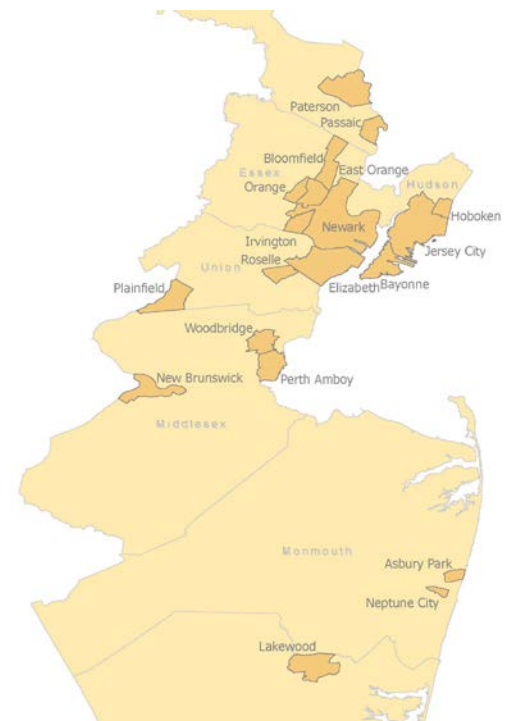 Paterson
Passaic
Bloomfield
East Orange
Essex
Orange
Hudson
Hoboken
Newark
Irvington
Jersey City
Roselle
Union
Elizabeth
Bayonne
Plainfield
Woodbridge
New Brunswick
Perth Amboy
Middlesex
Monmouth
Asbury Park
Neptune City
Lakewood